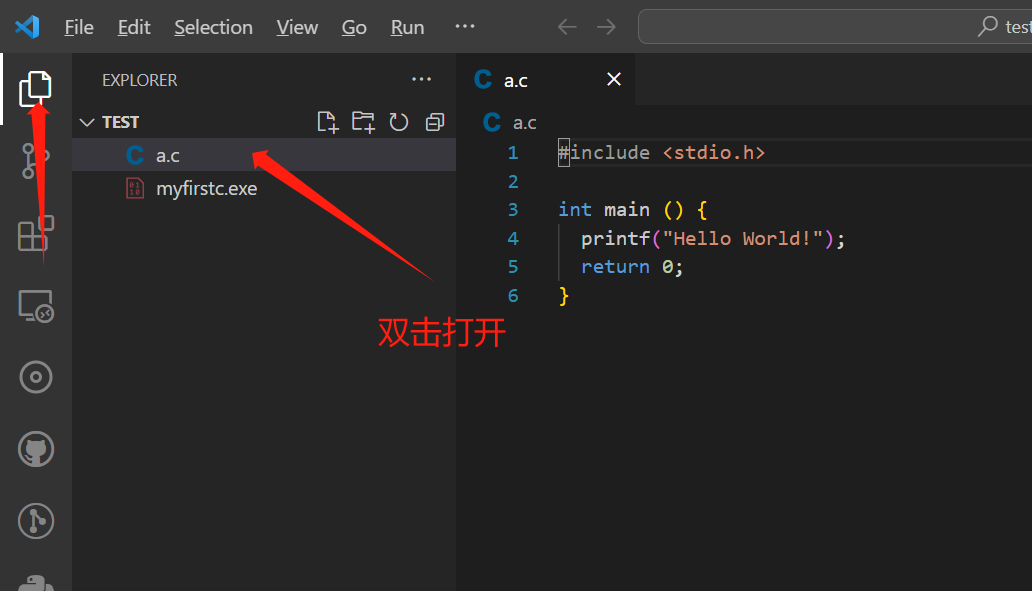 File Edit Selection View Go Run ···
tes
EXPLORER ···
TEST
C a.c
myfirstc.exe
双击打开
C a.c ×
C a.c
1 #include <stdio.h>
2
3 int main () {
4 printf("Hello World!");
5 return 0;
6 }